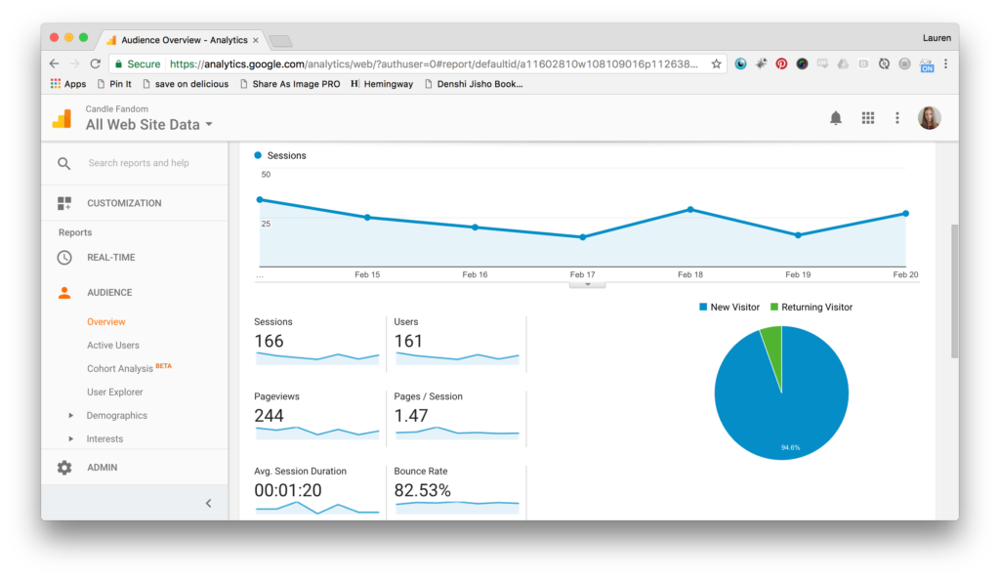 Audience Overview - Analytics ×
Lauren
Secure https://analytics.google.com/analytics/web/?authuser=0#report/defaultid/a11602810w108109016p112638...
ON
Apps Pin It save on delicious Share As Image PRO H Hemingway Denshi Jisho Book...
Candle Fandom
All Web Site Data
Search reports and help
CUSTOMIZATION
Reports
REAL-TIME
AUDIENCE
Overview
Active Users
Cohort Analysis BETA
User Explorer
Demographics
Interests
ADMIN
Sessions
50
25
... Feb 15 Feb 16 Feb 17 Feb 18 Feb 19 Feb 20
Sessions Users
166 161
Pageviews Pages / Session
244 1.47
Avg. Session Duration Bounce Rate
00:01:20 82.53%
New Visitor Returning Visitor
94.6%